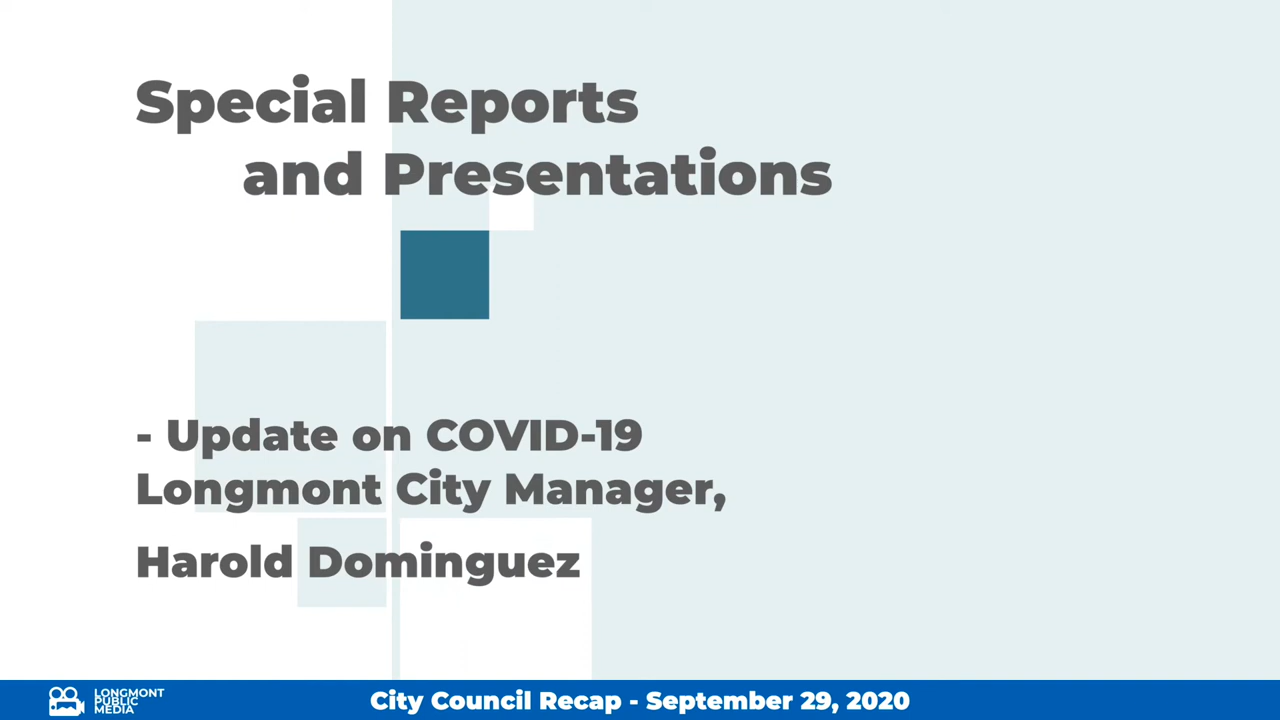 Special Reports
and Presentations
- Update on COVID-19
Longmont City Manager,
Harold Dominguez
LONGMONT
PUBLIC
MEDIA
City Council Recap - September 29, 2020